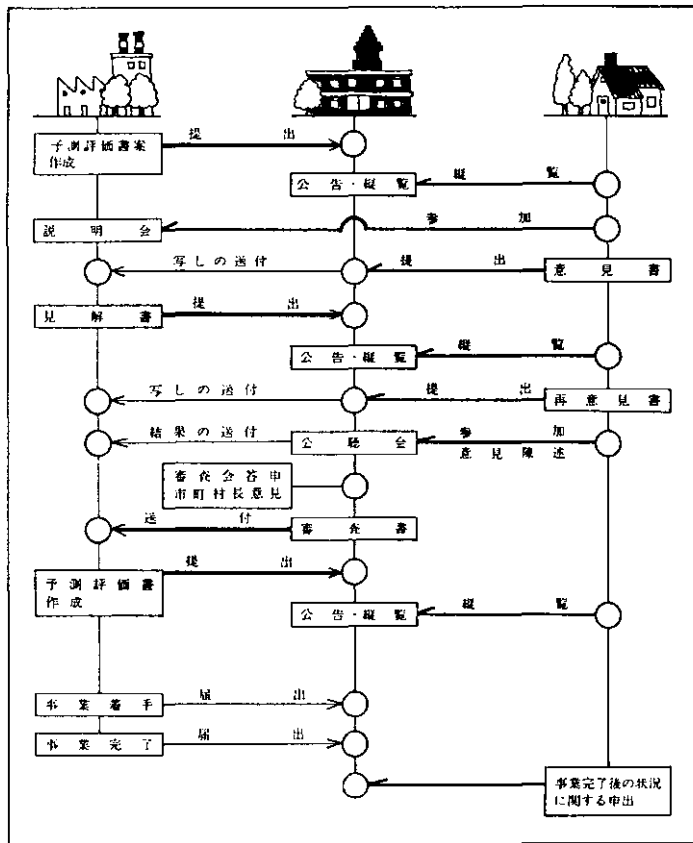 提出
予測評価書案
作成
公告・縦覧
縦覧
説明会
参加
写しの送付
提出
意見書
見解書
提出
公告・縦覧
縦覧
写しの送付
提出
再意見書
結果の送付
公聴会
参加
意見陳述
審査会答申
市町村長意見
送付
審査書
予測評価書
作成
提出
公告・縦覧
縦覧
事業着手
届出
事業完了
届出
事業完了後の状況
に関する申出